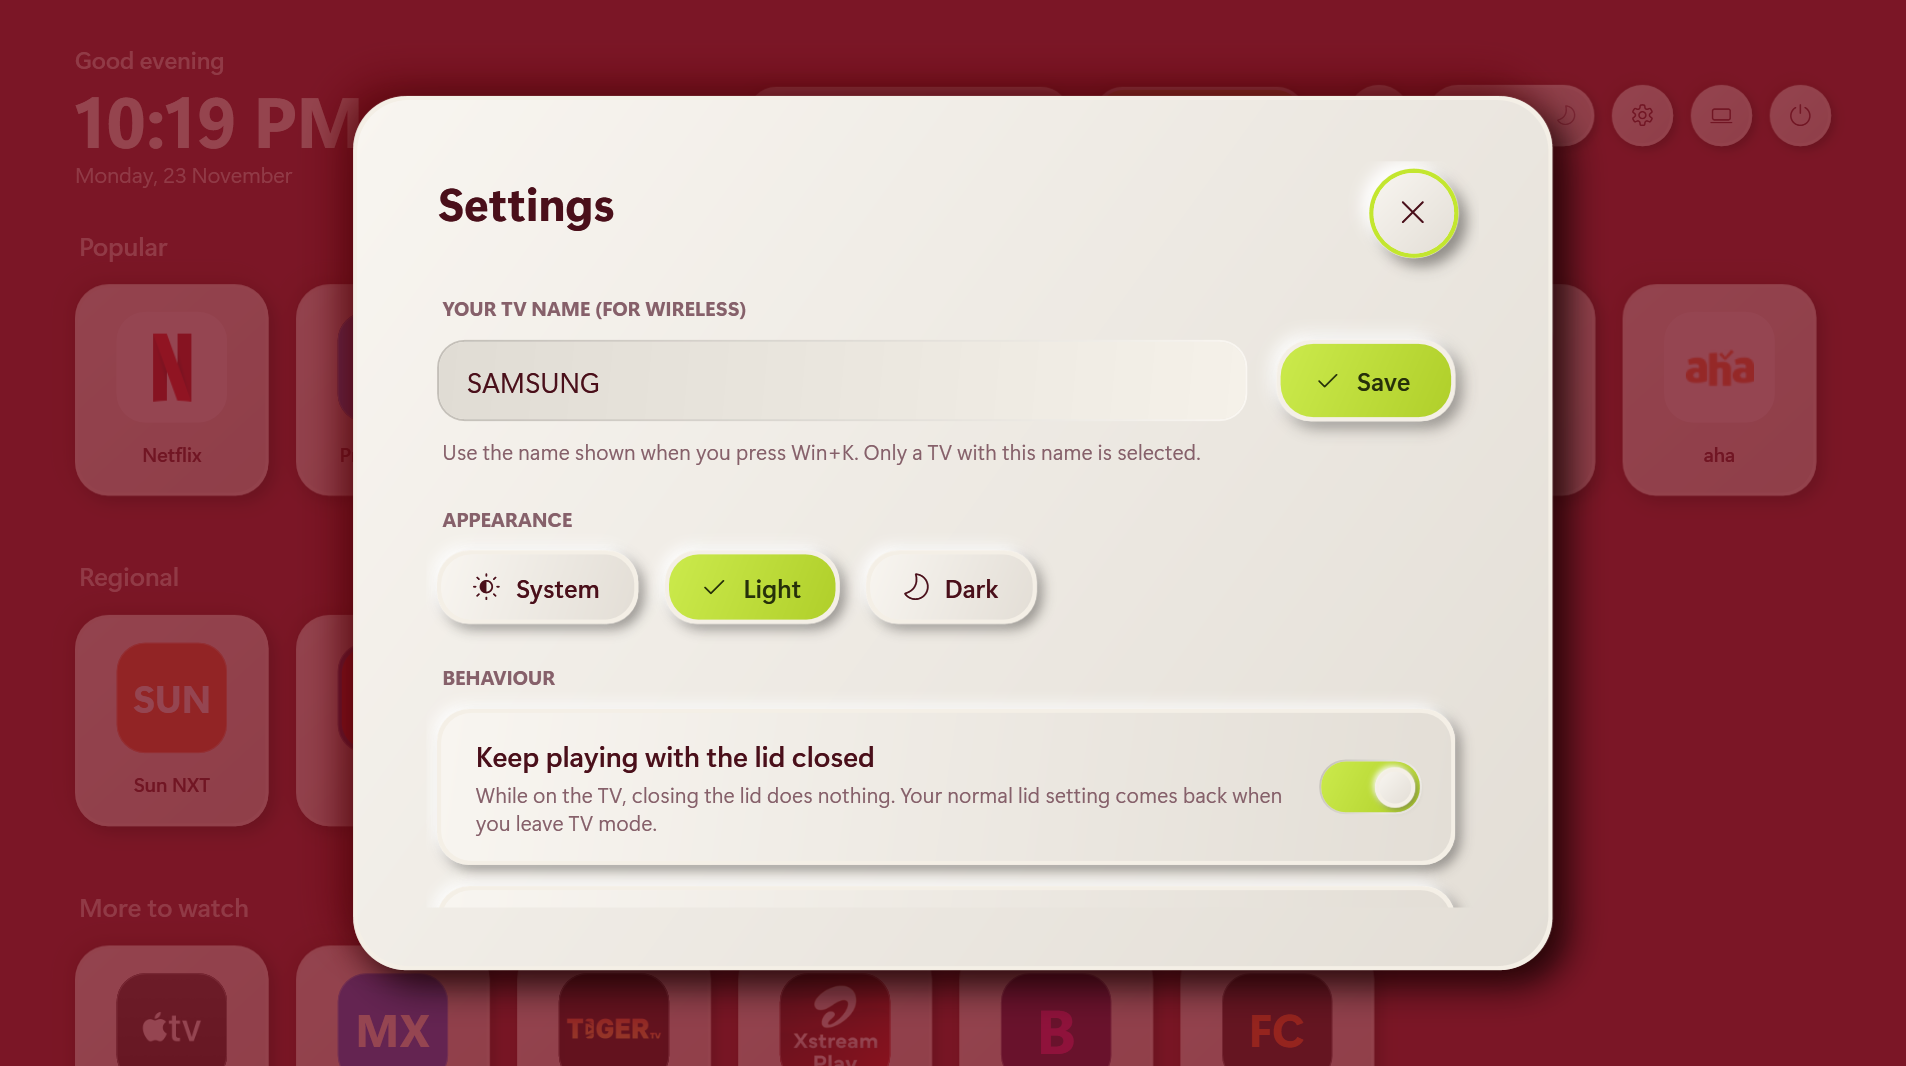 Good evening
10:19 PM
Monday, 23 November
Settings
YOUR TV NAME (FOR WIRELESS)
SAMSUNG
Save
Use the name shown when you press Win+K. Only a TV with this name is selected.
APPEARANCE
System
Light
Dark
BEHAVIOUR
Keep playing with the lid closed
While on the TV, closing the lid does nothing. Your normal lid setting comes back when
you leave TV mode.
Popular
N
Netflix
P
aha
aha
Regional
SUN
Sun NXT
More to watch
tv
MX
TIGER TV
Xstream
Play
B
FC